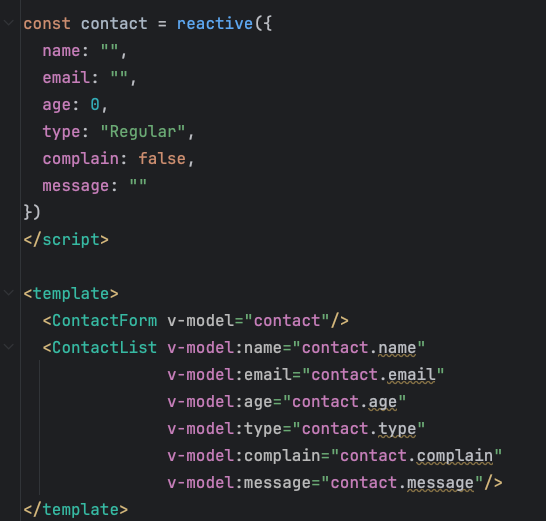 const contact = reactive({
  name: "",
  email: "",
  age: 0,
  type: "Regular",
  complain: false,
  message: ""
})
</script>

<template>
  <ContactForm v-model="contact"/>
  <ContactList v-model:name="contact.name"
               v-model:email="contact.email"
               v-model:age="contact.age"
               v-model:type="contact.type"
               v-model:complain="contact.complain"
               v-model:message="contact.message"/>
</template>